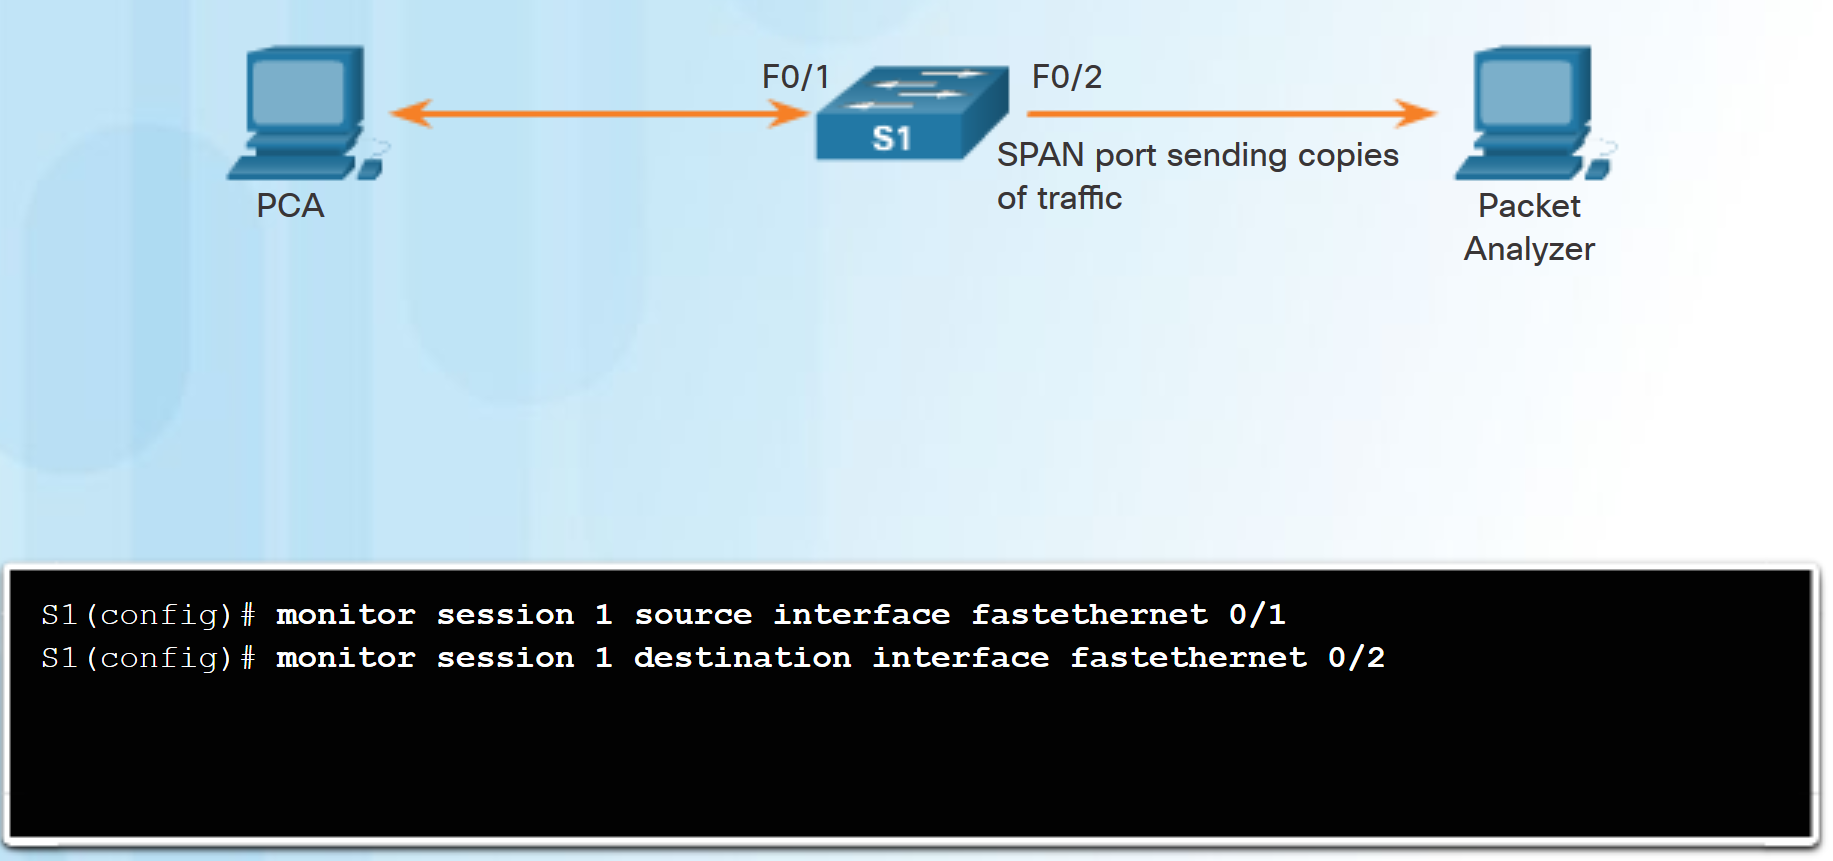 F0/1
F0/2
S1
SPAN port sending copies
of traffic
PCA
Packet
Analyzer
S1(config)# monitor session 1 source interface fastethernet 0/1
S1(config)# monitor session 1 destination interface fastethernet 0/2